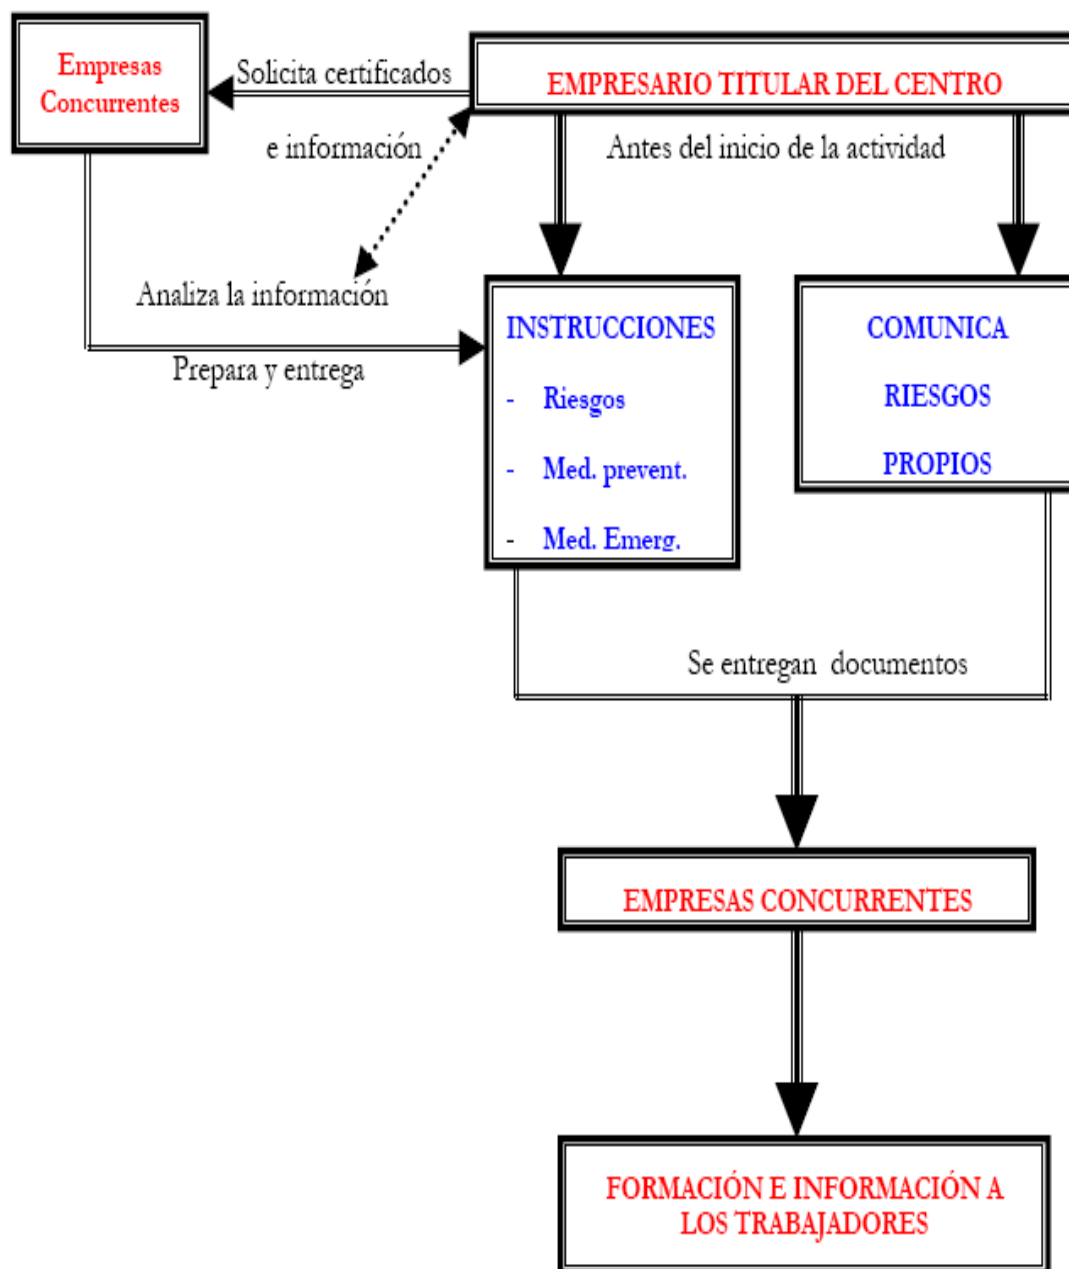 Empresas
Concurrentes
Solicita certificados
e información
EMPRESARIO TITULAR DEL CENTRO
Antes del inicio de la actividad
Analiza la información
Prepara y entrega
INSTRUCCIONES
- Riesgos
- Med. prevent.
- Med. Emerg.
COMUNICA
RIESGOS
PROPIOS
Se entregan documentos
EMPRESAS CONCURRENTES
FORMACIÓN E INFORMACIÓN A
LOS TRABAJADORES